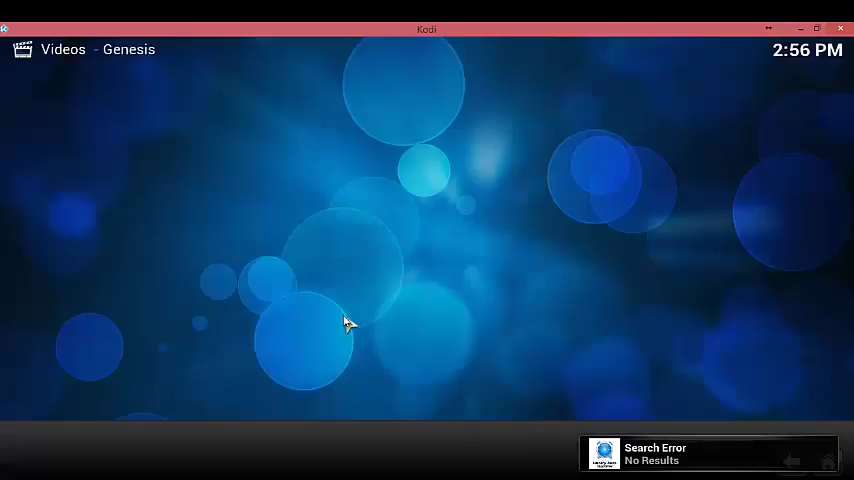 Kodi
Videos - Genesis
2:56 PM
Search Error
No Results